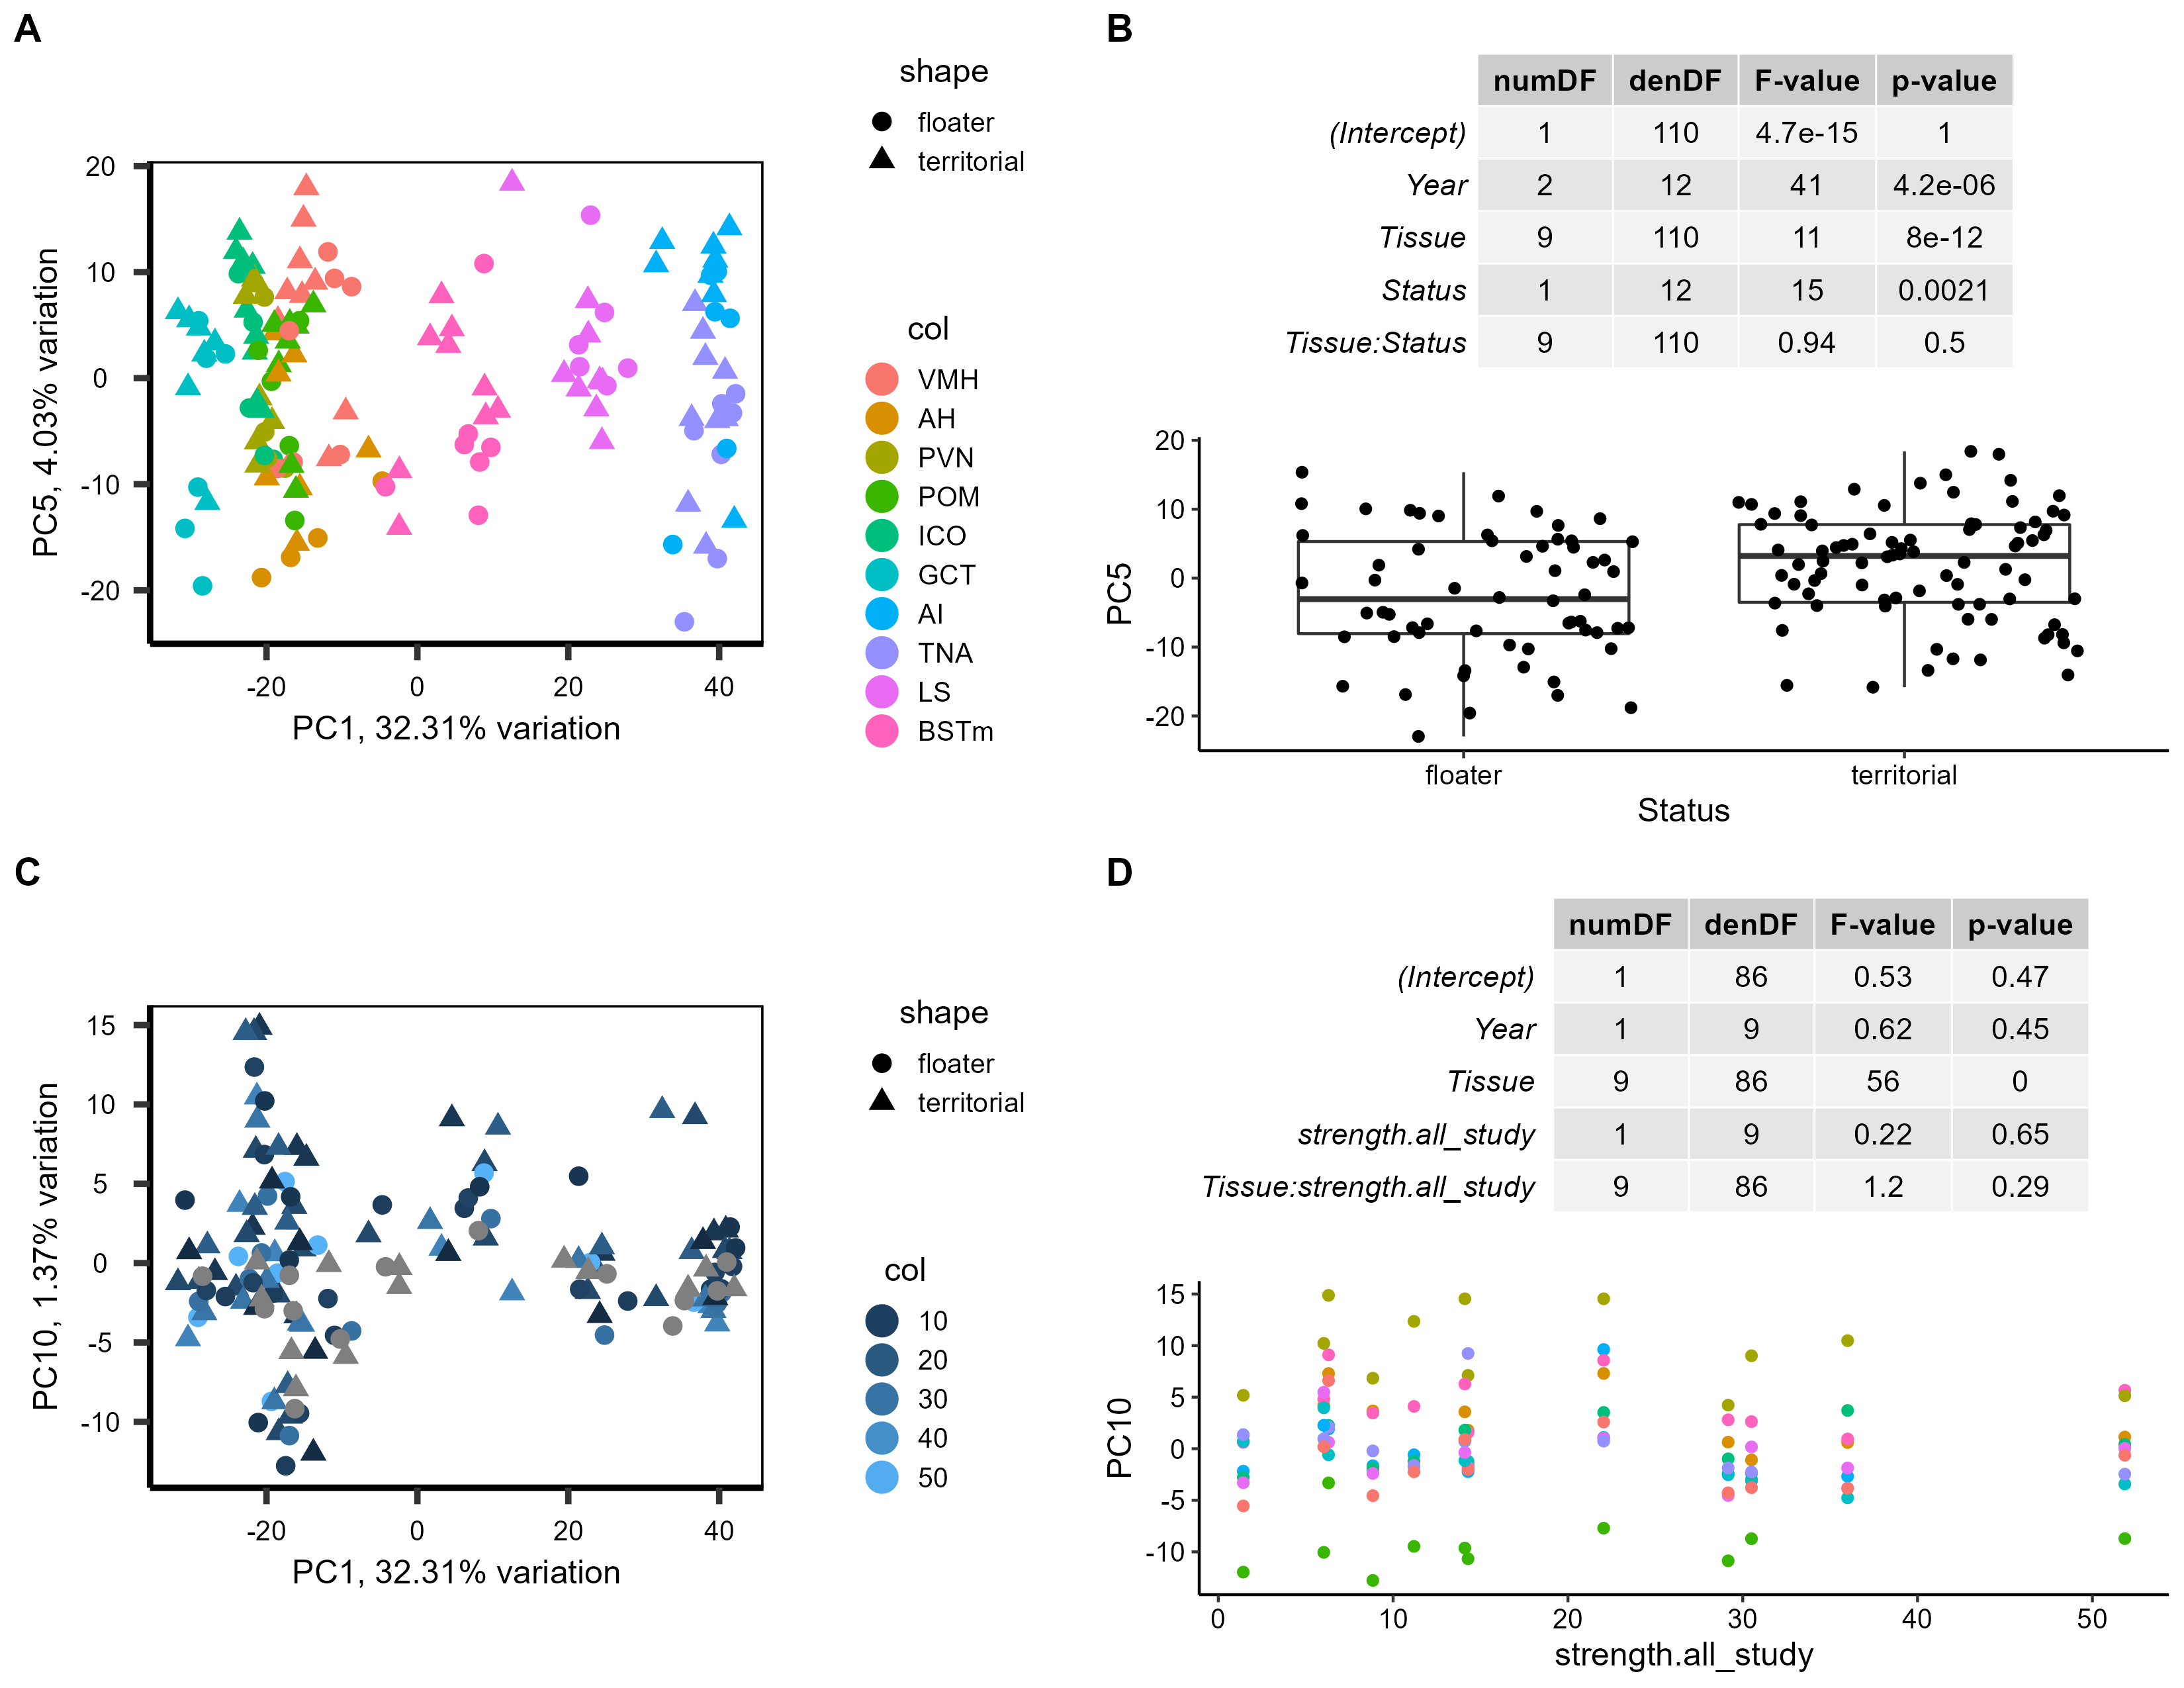 A
shape
floater
territorial
20
10
0
-10
-20
PC5, 4.03% variation
-20
0
20
40
PC1, 32.31% variation
col
VMH
AH
PVN
POM
ICO
GCT
AI
TNA
LS
BSTm
B
numDF denDF F-value p-value
(Intercept) 1 110 4.7e-15 1
Year 2 12 41 4.2e-06
Tissue 9 110 11 8e-12
Status 1 12 15 0.0021
Tissue:Status 9 110 0.94 0.5
20
10
0
-10
-20
PC5
floater
territorial
Status
C
shape
floater
territorial
15
10
5
0
-5
-10
PC10, 1.37% variation
-20
0
20
40
PC1, 32.31% variation
col
10
20
30
40
50
D
numDF denDF F-value p-value
(Intercept) 1 86 0.53 0.47
Year 1 9 0.62 0.45
Tissue 9 86 56 0
strength.all_study 1 9 0.22 0.65
Tissue:strength.all_study 9 86 1.2 0.29
15
10
5
0
-5
-10
PC10
0
10
20
30
40
50
strength.all_study